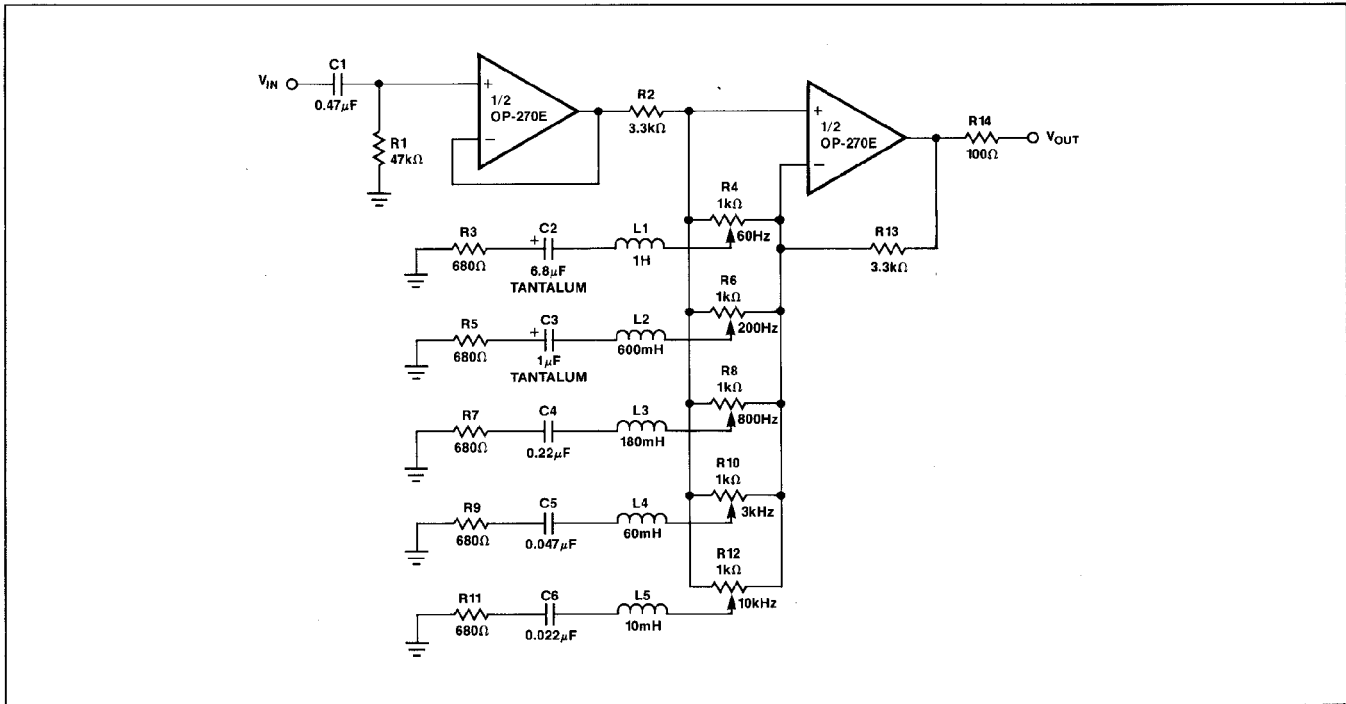 C1
V_IN
0.47µF
R1
47kΩ
+
1/2
OP-270E
−
R2
3.3kΩ
+
1/2
OP-270E
−
R14
100Ω
V_OUT
R4
1kΩ
60Hz
R13
3.3kΩ
R3
680Ω
+ C2
6.8µF
TANTALUM
L1
1H
R6
1kΩ
200Hz
R5
680Ω
+ C3
1µF
TANTALUM
L2
600mH
R8
1kΩ
800Hz
R7
680Ω
C4
0.22µF
L3
180mH
R10
1kΩ
3kHz
R9
680Ω
C5
0.047µF
L4
60mH
R12
1kΩ
10kHz
R11
680Ω
C6
0.022µF
L5
10mH